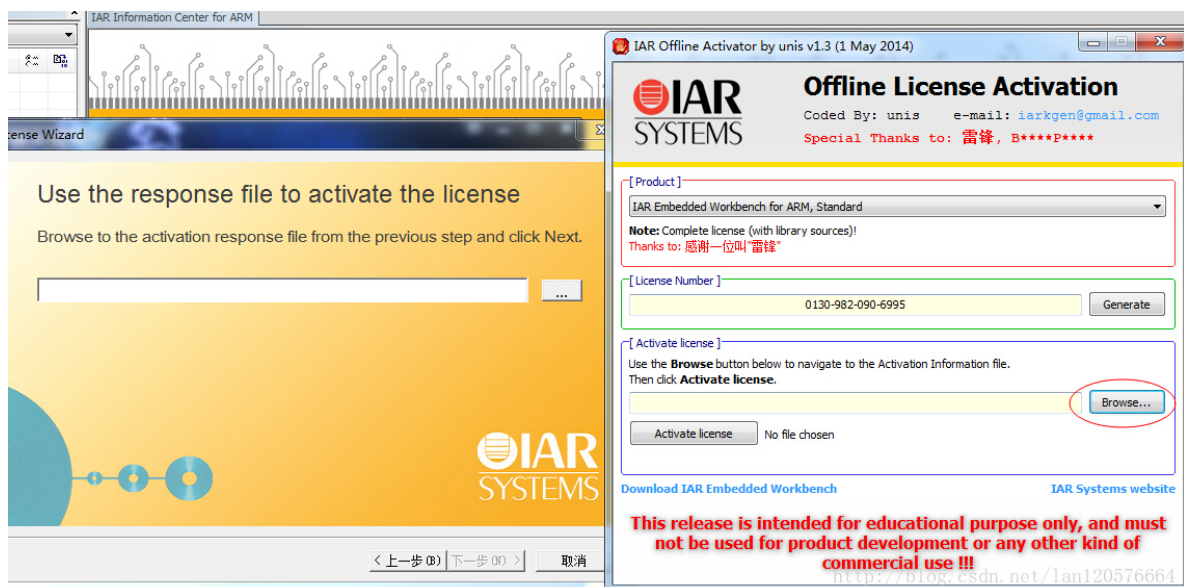 IAR Information Center for ARM
cense Wizard
Use the response file to activate the license
Browse to the activation response file from the previous step and click Next.
...
IAR
SYSTEMS
<上一步(B)
下一步(N) >
取消
IAR Offline Activator by unis v1.3 (1 May 2014)
IAR
SYSTEMS
Offline License Activation
Coded By: unis e-mail: iarkgen@gmail.com
Special Thanks to: 雷锋, B****P****
[ Product ]
IAR Embedded Workbench for ARM, Standard
Note: Complete license (with library sources)!
Thanks to: 感谢一位叫"雷锋"
[ License Number ]
0130-982-090-6995
Generate
[ Activate license ]
Use the Browse button below to navigate to the Activation Information file.
Then click Activate license.
Browse...
Activate license No file chosen
Download IAR Embedded Workbench IAR Systems website
This release is intended for educational purpose only, and must
not be used for product development or any other kind of
commercial use !!!
http://blog.csdn.net/lan120576664